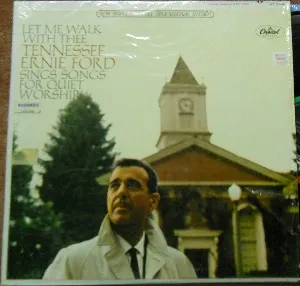 LET ME WALK
WITH THEE
TENNESSEE
ERNIE FORD
SINGS SONGS
FOR QUIET
WORSHIP
Capitol